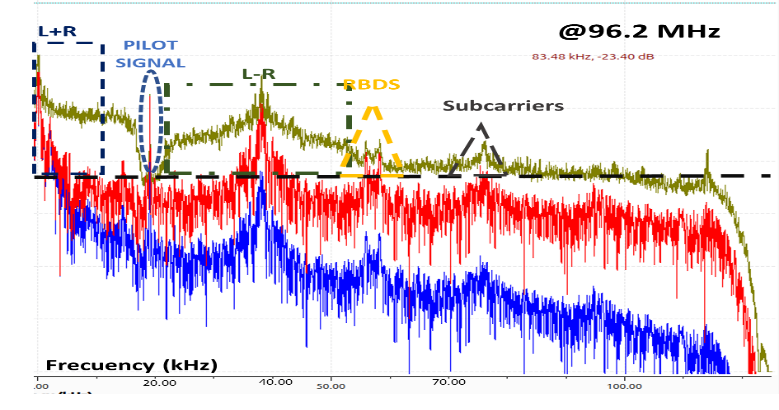 L+R
PILOT
SIGNAL
L-R
RBDS
Subcarriers
@96.2 MHz
83.48 kHz, -23.40 dB
Frecuency (kHz)
.00
20.00
40.00
50.00
70.00
100.00